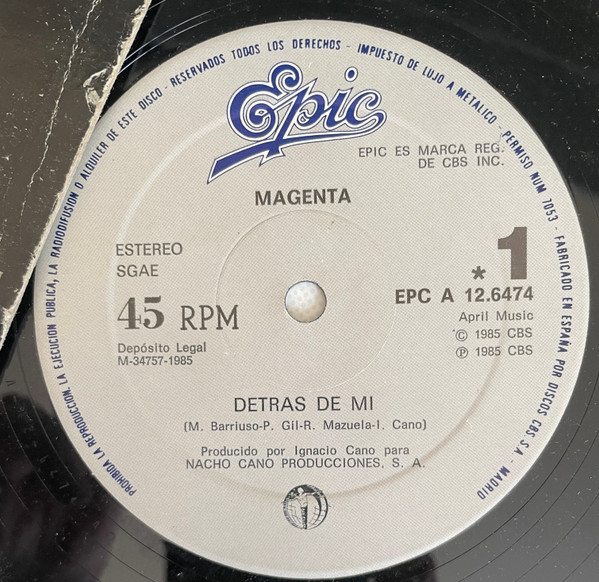 PROHIBIDA LA REPRODUCCION, LA EJECUCION PUBLICA, LA RADIODIFUSION O ALQUILER DE ESTE DISCO - RESERVADOS TODOS LOS DERECHOS - IMPUESTO DE LUJO A METALICO - PERMISO NUM 7053 - FABRICADO EN ESPAÑA POR DISCOS CBS. S.A. - MADRID
Epic
EPIC ES MARCA REG.
DE CBS INC.
MAGENTA
ESTEREO
SGAE
45 RPM
Depósito Legal
M-34757-1985
* 1
EPC A 12.6474
April Music
© 1985 CBS
℗ 1985 CBS
DETRAS DE MI
(M. Barriuso-P. Gil-R. Mazuela-I. Cano)
Producido por Ignacio Cano para
NACHO CANO PRODUCCIONES, S. A.